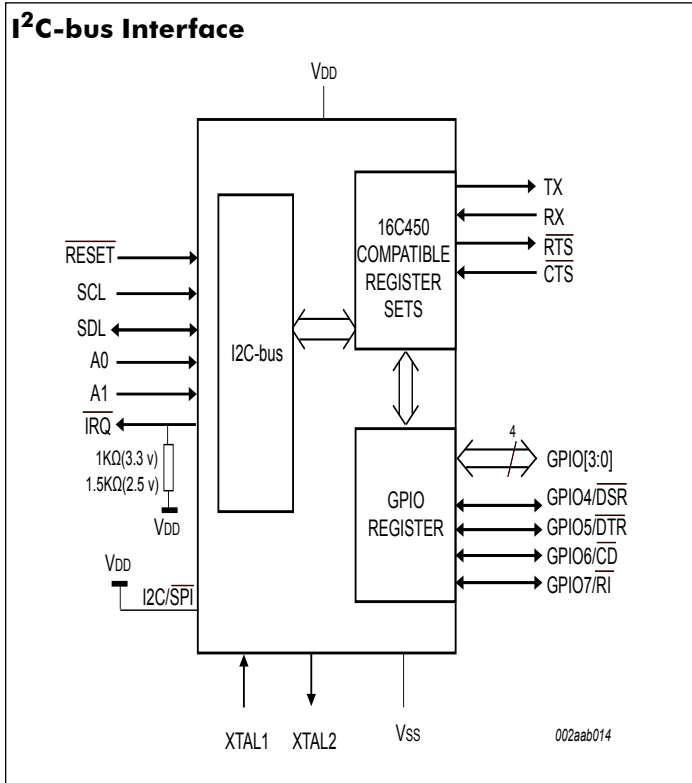 I²C-bus Interface
VDD
RESET
SCL
SDL
A0
A1
IRQ
1KΩ(3.3 v)
1.5KΩ(2.5 v)
VDD
VDD
I2C/SPI
I2C-bus
16C450
COMPATIBLE
REGISTER
SETS
GPIO
REGISTER
TX
RX
RTS
CTS
4
GPIO[3:0]
GPIO4/DSR
GPIO5/DTR
GPIO6/CD
GPIO7/RI
XTAL1
XTAL2
VSS
002aab014